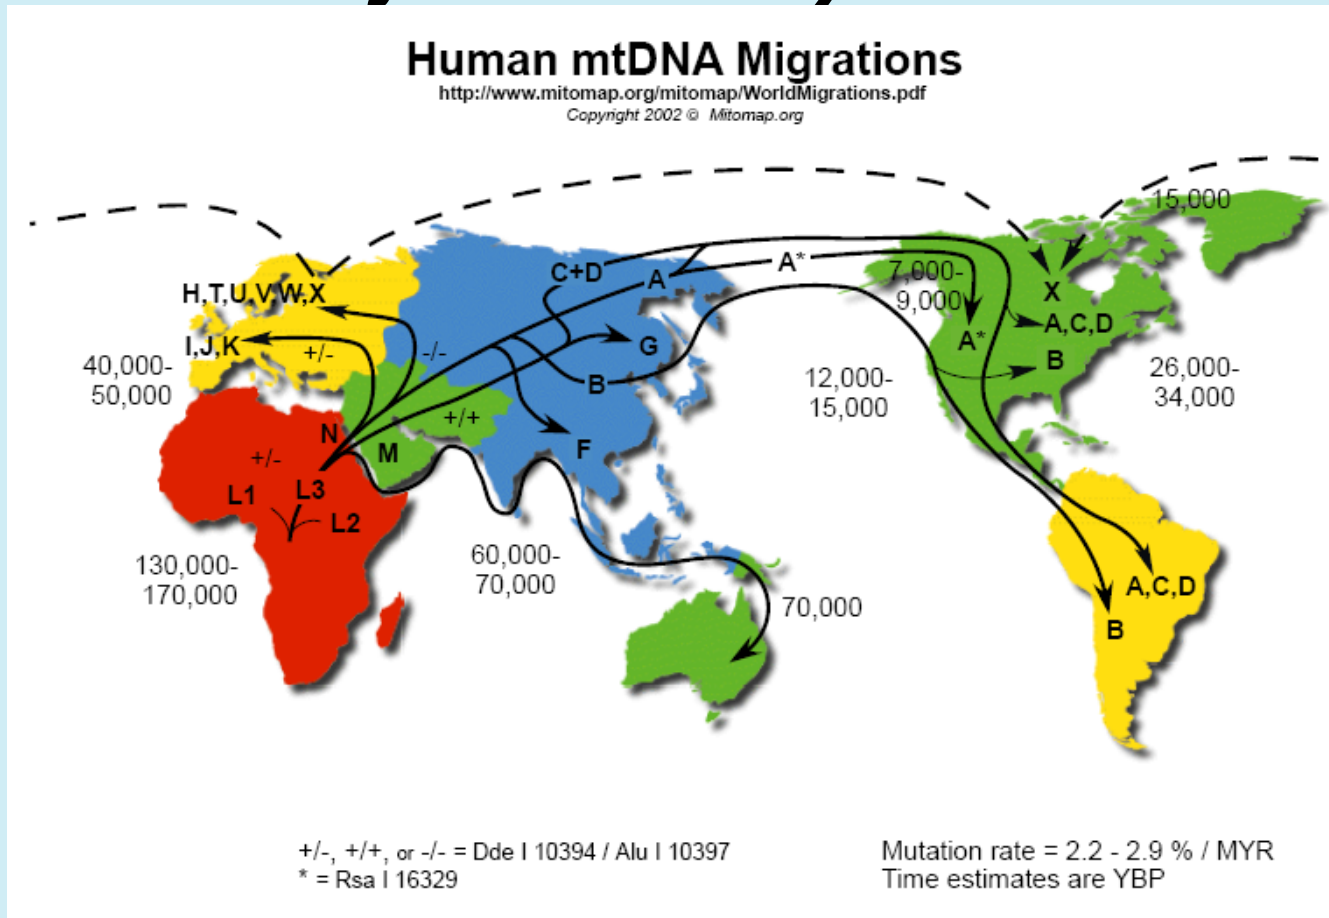 Human mtDNA Migrations
http://www.mitomap.org/mitomap/WorldMigrations.pdf
Copyright 2002 © Mitomap.org
15,000
C+D
A
A*
7,000-
9,000
H,T,U,V,W,X
X
A,C,D
I,J,K
+/-
-/-
G
A*
B
40,000-
50,000
B
12,000-
15,000
26,000-
34,000
+/+
N
M
F
+/-
L1
L3
L2
130,000-
170,000
60,000-
70,000
70,000
A,C,D
B
+/-, +/+, or -/- = Dde I 10394 / Alu I 10397
* = Rsa I 16329
Mutation rate = 2.2 - 2.9 % / MYR
Time estimates are YBP